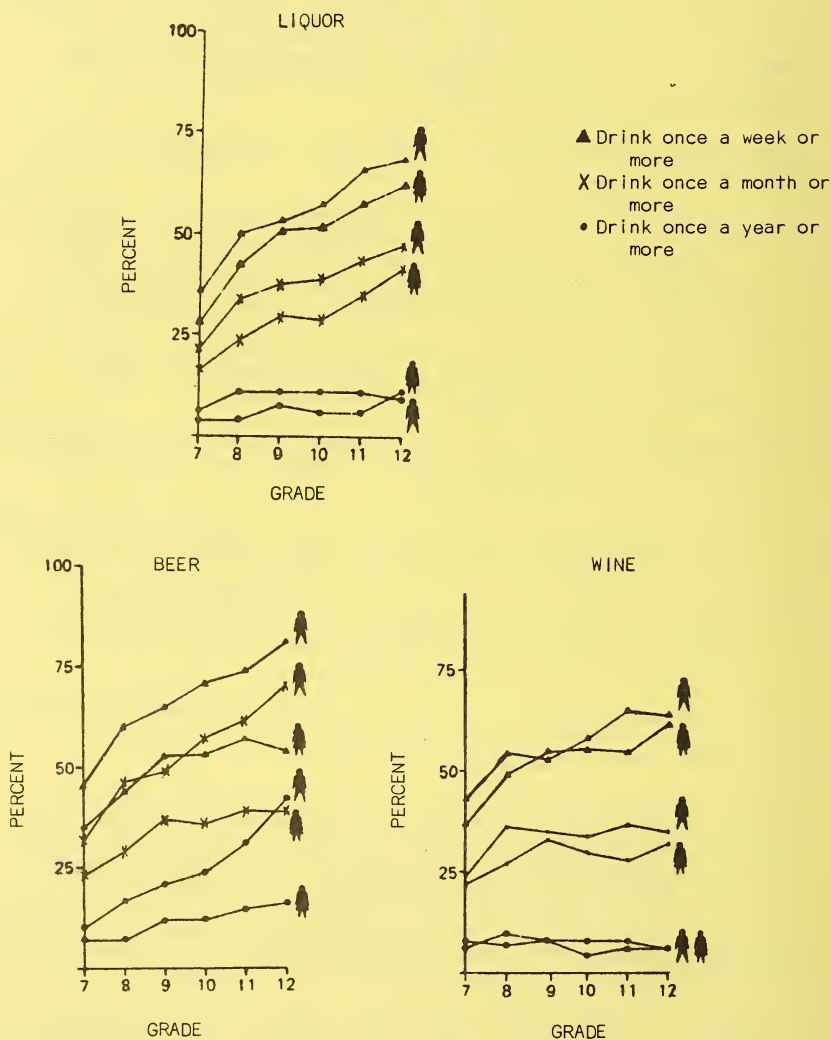 LIQUOR
100
75
50
25
PERCENT
7 8 9 10 11 12
GRADE
▲ Drink once a week or
more
X Drink once a month or
more
• Drink once a year or
more
BEER
100
75
50
25
PERCENT
7 8 9 10 11 12
GRADE
WINE
75
50
25
PERCENT
7 8 9 10 11 12
GRADE